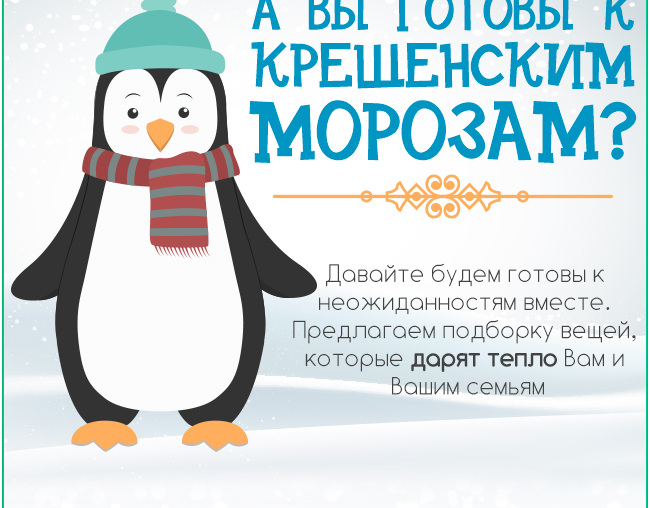 А ВЫ ГОТОВЫ К
КРЕЩЕНСКИМ
МОРОЗАМ?
Давайте будем готовы к
неожиданностям вместе.
Предлагаем подборку вещей,
которые дарят тепло Вам и
Вашим семьям